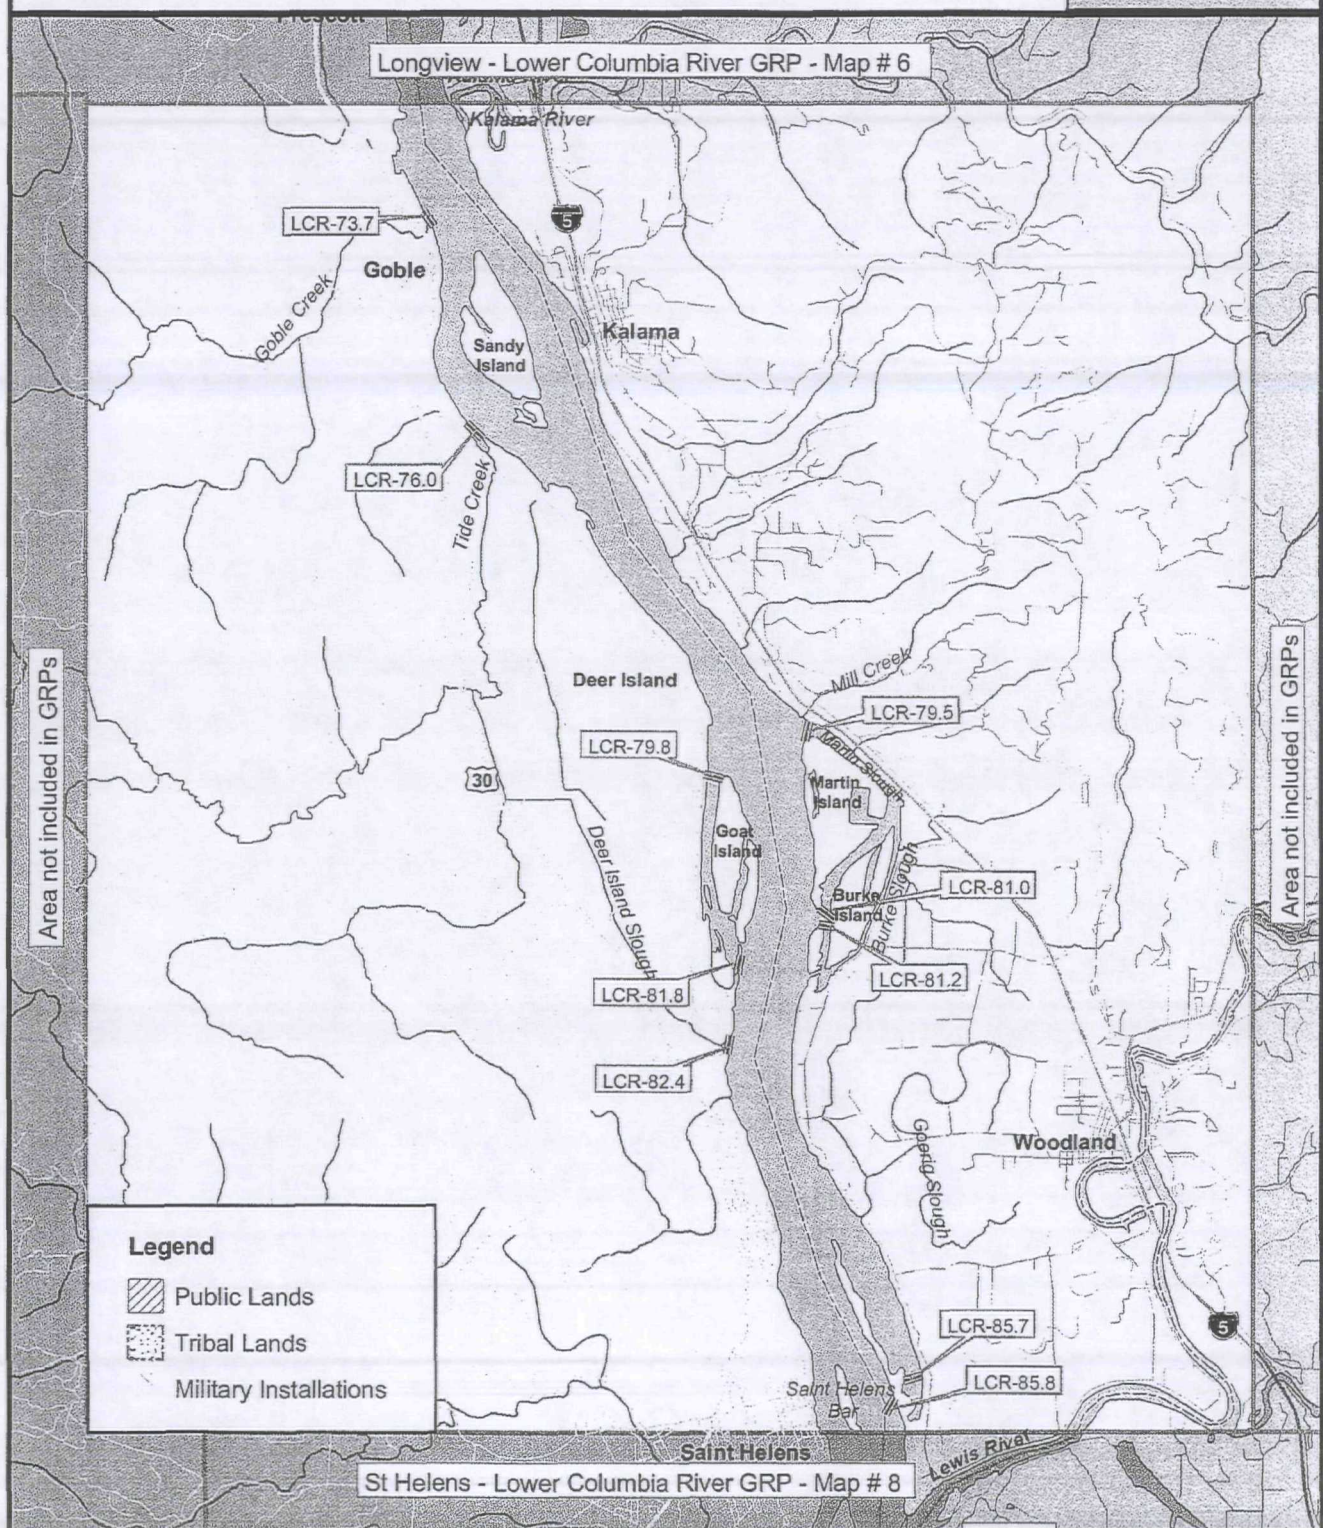 Prescott
Longview - Lower Columbia River GRP - Map # 6
Kalama River
5
LCR-73.7
Goble
Goble Creek
Kalama
Sandy
Island
LCR-76.0
Tide Creek
Area not included in GRPs
Area not included in GRPs
Deer Island
Mill Creek
LCR-79.5
LCR-79.8
Martin Slough
30
Martin
Island
Goat
Island
Deer Island Slough
LCR-81.0
Burke
Island
Burke Slough
LCR-81.2
LCR-81.8
LCR-82.4
Woodland
Goerig Slough
Legend
Public Lands
Tribal Lands
Military Installations
5
LCR-85.7
LCR-85.8
Saint Helens
Bar
Saint Helens
Lewis River
St Helens - Lower Columbia River GRP - Map # 8